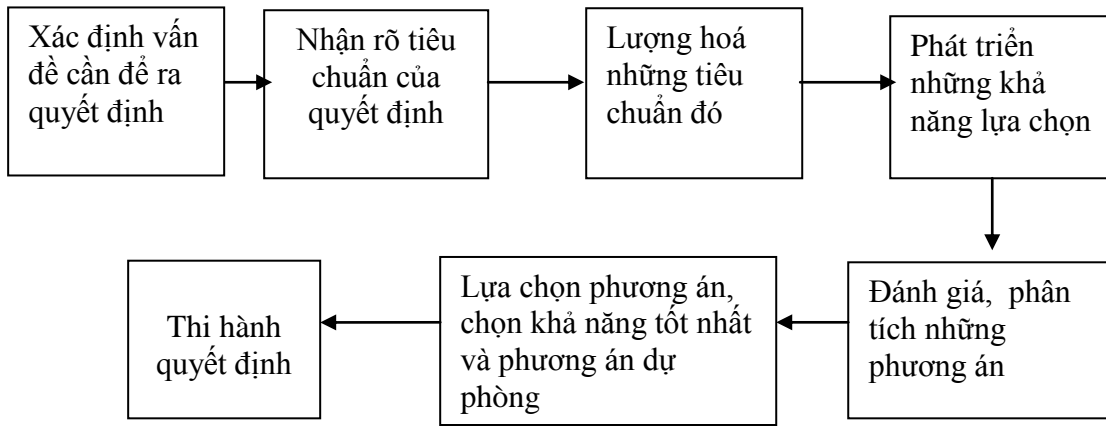 Xác định vấn
đề cần để ra
quyết định
Nhận rõ tiêu
chuẩn của
quyết định
Lượng hoá
những tiêu
chuẩn đó
Phát triển
những khả
năng lựa chọn
Đánh giá, phân
tích những
phương án
Lựa chọn phương án,
chọn khả năng tốt nhất
và phương án dự
phòng
Thi hành
quyết định